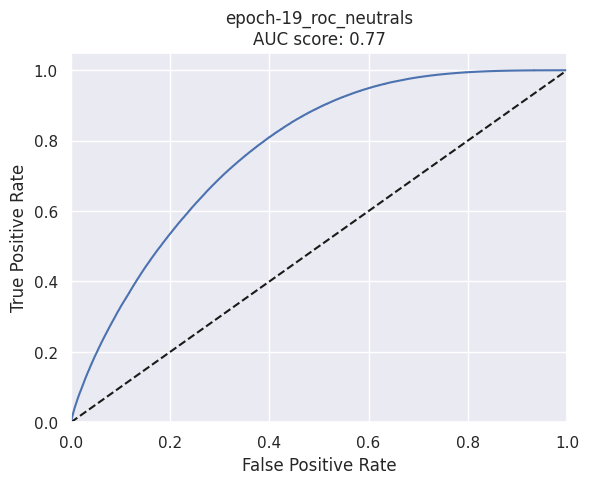 epoch-19_roc_neutrals
AUC score: 0.77
1.0
0.8
0.6
0.4
0.2
0.0
True Positive Rate
0.0 0.2 0.4 0.6 0.8 1.0
False Positive Rate